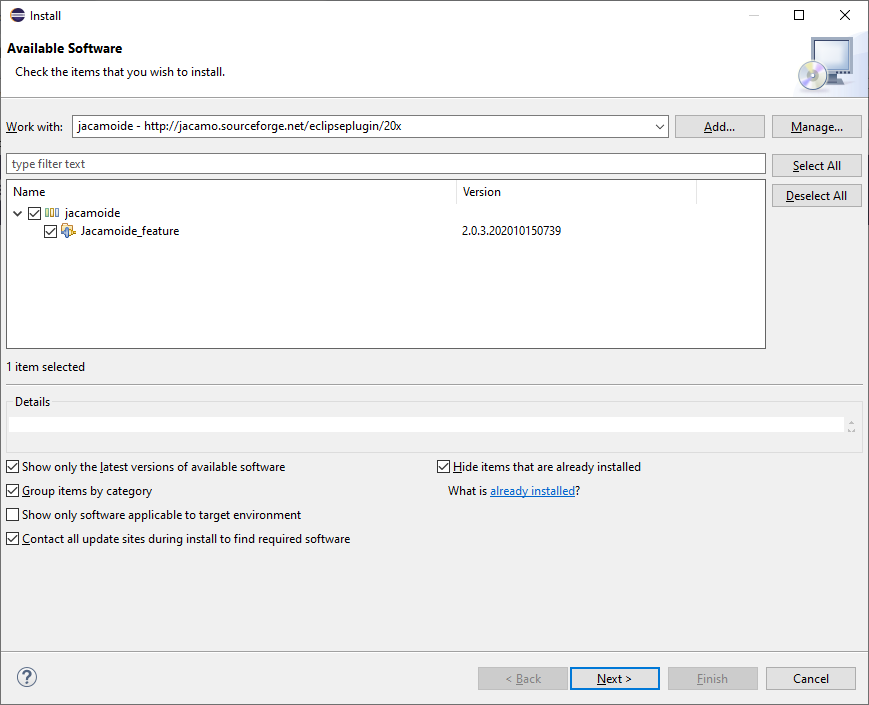 Install
Available Software
Check the items that you wish to install.
Work with: jacamoide - http://jacamo.sourceforge.net/eclipseplugin/20x Add... Manage...
type filter text Select All
Name Version Deselect All
jacamoide
Jacamoide_feature 2.0.3.202010150739
1 item selected
Details
Show only the latest versions of available software Hide items that are already installed
Group items by category What is already installed?
Show only software applicable to target environment
Contact all update sites during install to find required software
? < Back Next > Finish Cancel